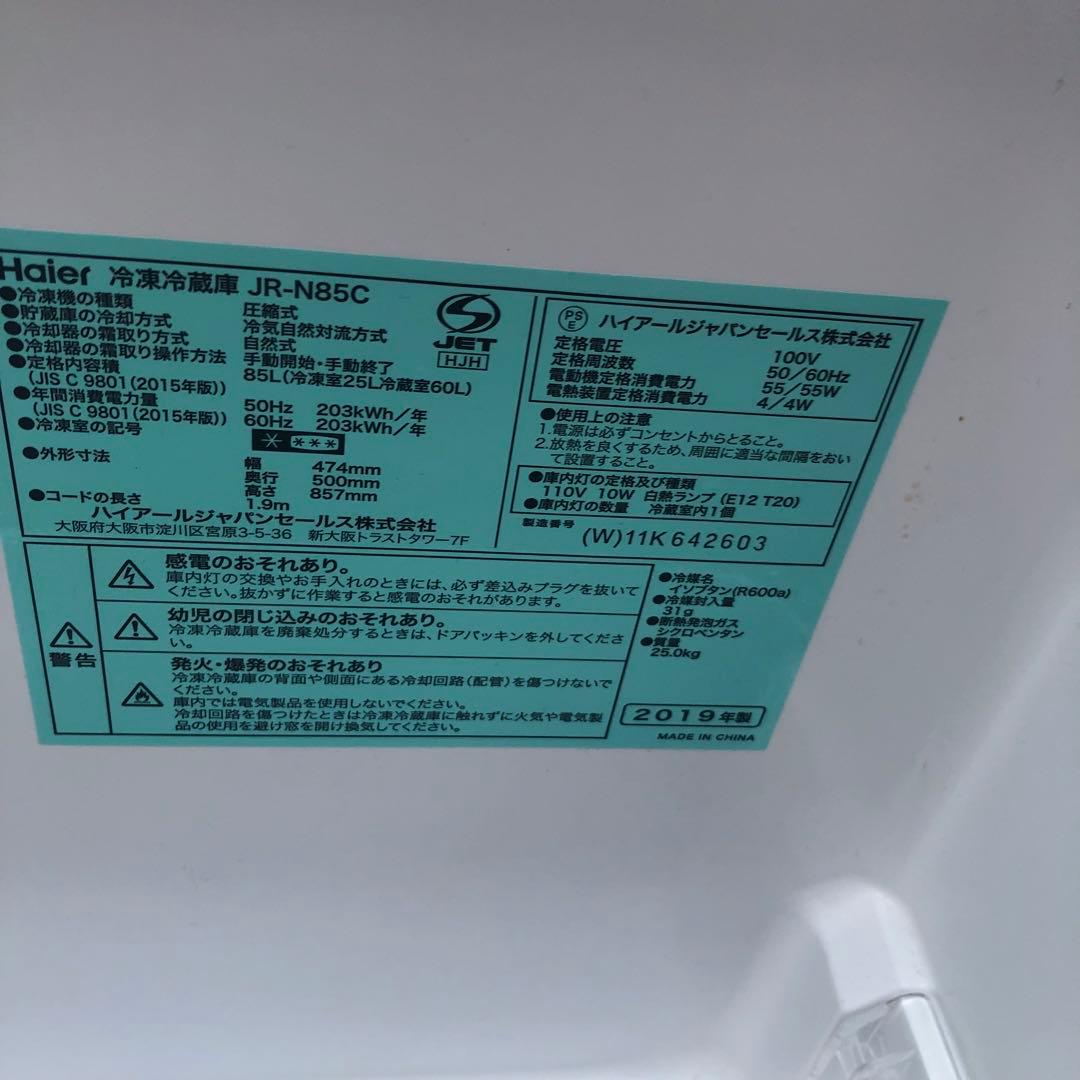 Haier 冷凍冷蔵庫 JR-N85C
●冷凍機の種類 圧縮式
●貯蔵庫の冷却方式 冷気自然対流方式
●冷却器の霜取り方式 自然式
●冷却器の霜取り操作方法 手動開始・手動終了
●定格内容積 85L(冷凍室25L冷蔵室60L)
(JIS C 9801(2015年版))
●年間消費電力量 50Hz 203kWh/年
(JIS C 9801(2015年版)) 60Hz 203kWh/年
●冷凍室の記号 * ***
●外形寸法 幅 474mm
奥行 500mm
高さ 857mm
●コードの長さ 1.9m
ハイアールジャパンセールス株式会社
大阪府大阪市淀川区宮原3-5-36 新大阪トラストタワー7F
JET
HJH
PS
E
ハイアールジャパンセールス株式会社
定格電圧 100V
定格周波数 50/60Hz
電動機定格消費電力 55/55W
電熱装置定格消費電力 4/4W
●使用上の注意
1.電源は必ずコンセントからとること。
2.放熱を良くするため、周囲に適当な間隔をおい
て設置すること。
●庫内灯の定格及び種類
110V 10W 白熱ランプ (E12 T20)
●庫内灯の数量 冷蔵室内1個
製造番号 (W)11K642603
警告
感電のおそれあり。
庫内灯の交換やお手入れのときには、必ず差込みプラグを抜いて
ください。抜かずに作業すると感電のおそれがあります。
幼児の閉じ込みのおそれあり。
冷凍冷蔵庫を廃棄処分するときは、ドアパッキンを外してくださ
い。
発火・爆発のおそれあり
冷凍冷蔵庫の背面や側面にある冷却回路(配管)を傷つけないで
ください。
庫内では電気製品を使用しないでください。
冷却回路を傷つけたときは冷凍冷蔵庫に触れずに火気や電気製
品の使用を避け窓を開け換気してください。
●冷媒名
イソブタン(R600a)
●冷媒封入量
31g
●断熱発泡ガス
シクロペンタン
●質量
25.0kg
2019年製
MADE IN CHINA